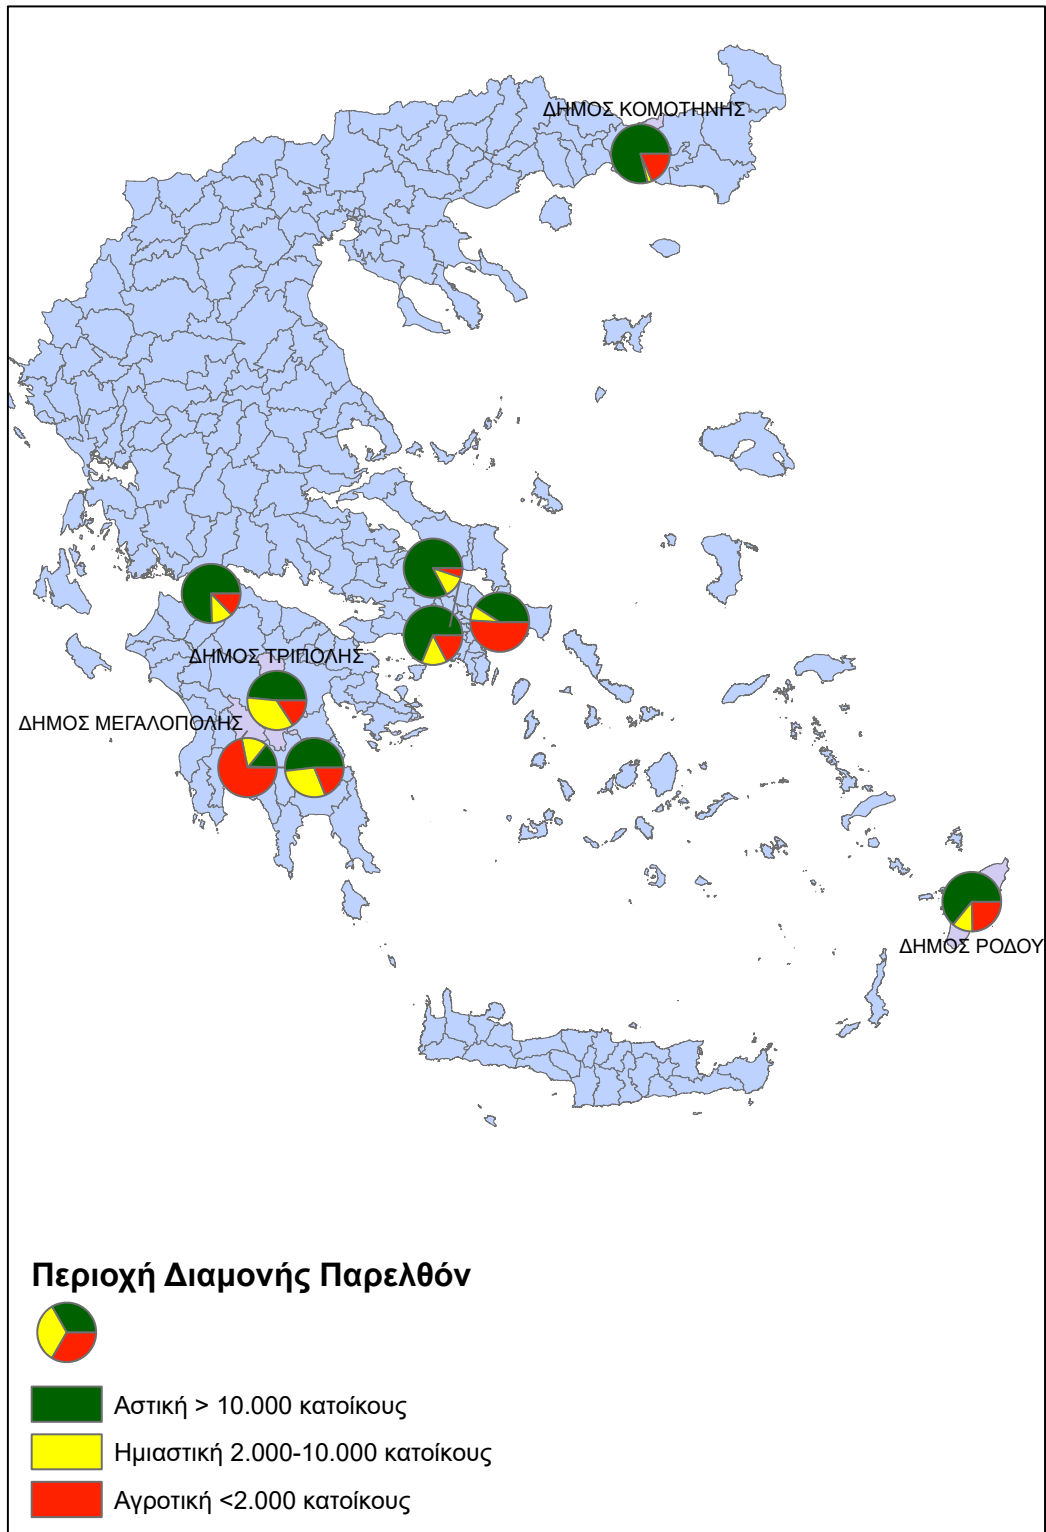 ΔΗΜΟΣ ΚΟΜΟΤΗΝΗΣ
ΔΗΜΟΣ ΤΡΙΠΟΛΗΣ
ΔΗΜΟΣ ΜΕΓΑΛΟΠΟΛΗΣ
ΔΗΜΟΣ ΡΟΔΟΥ
Περιοχή Διαμονής Παρελθόν
Αστική > 10.000 κατοίκους
Ημιαστική 2.000-10.000 κατοίκους
Αγροτική <2.000 κατοίκους